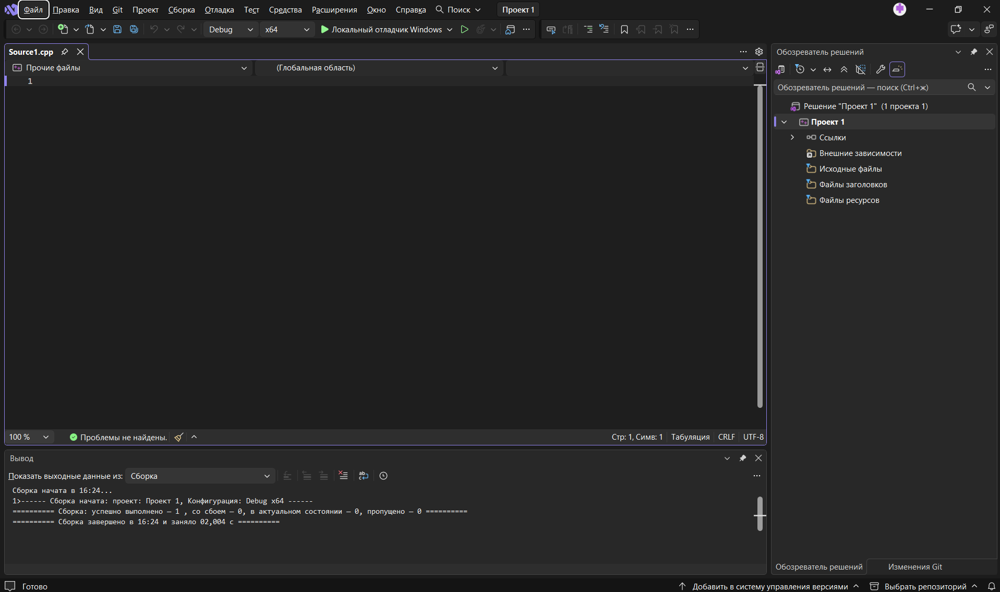 Файл Правка Вид Git Проект Сборка Отладка Тест Средства Расширения Окно Справка Поиск Проект 1
Debug x64 Локальный отладчик Windows
Source1.cpp
Прочие файлы (Глобальная область)
1
100 % Проблемы не найдены. Стр: 1, Симв: 1 Табуляция CRLF UTF-8
Вывод
Показать выходные данные из: Сборка
Сборка начата в 16:24...
1>------ Сборка начата: проект: Проект 1, Конфигурация: Debug x64 ------
========== Сборка: успешно выполнено — 1 , со сбоем — 0, в актуальном состоянии — 0, пропущено — 0 ==========
========== Сборка завершено в 16:24 и заняло 02,004 с ==========
Обозреватель решений
Обозреватель решений — поиск (Ctrl+ж)
Решение "Проект 1" (1 проекта 1)
Проект 1
Ссылки
Внешние зависимости
Исходные файлы
Файлы заголовков
Файлы ресурсов
Обозреватель решений Изменения Git
Готово Добавить в систему управления версиями Выбрать репозиторий